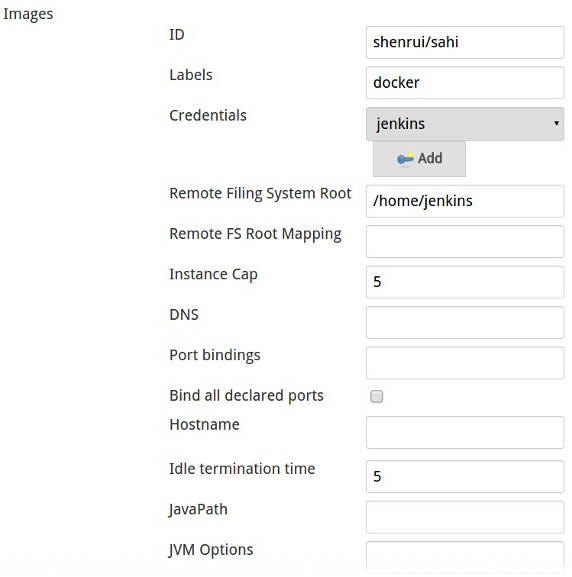 Images
ID shenrui/sahi
Labels docker
Credentials jenkins
Add
Remote Filing System Root /home/jenkins
Remote FS Root Mapping
Instance Cap 5
DNS
Port bindings
Bind all declared ports
Hostname
Idle termination time 5
JavaPath
JVM Options